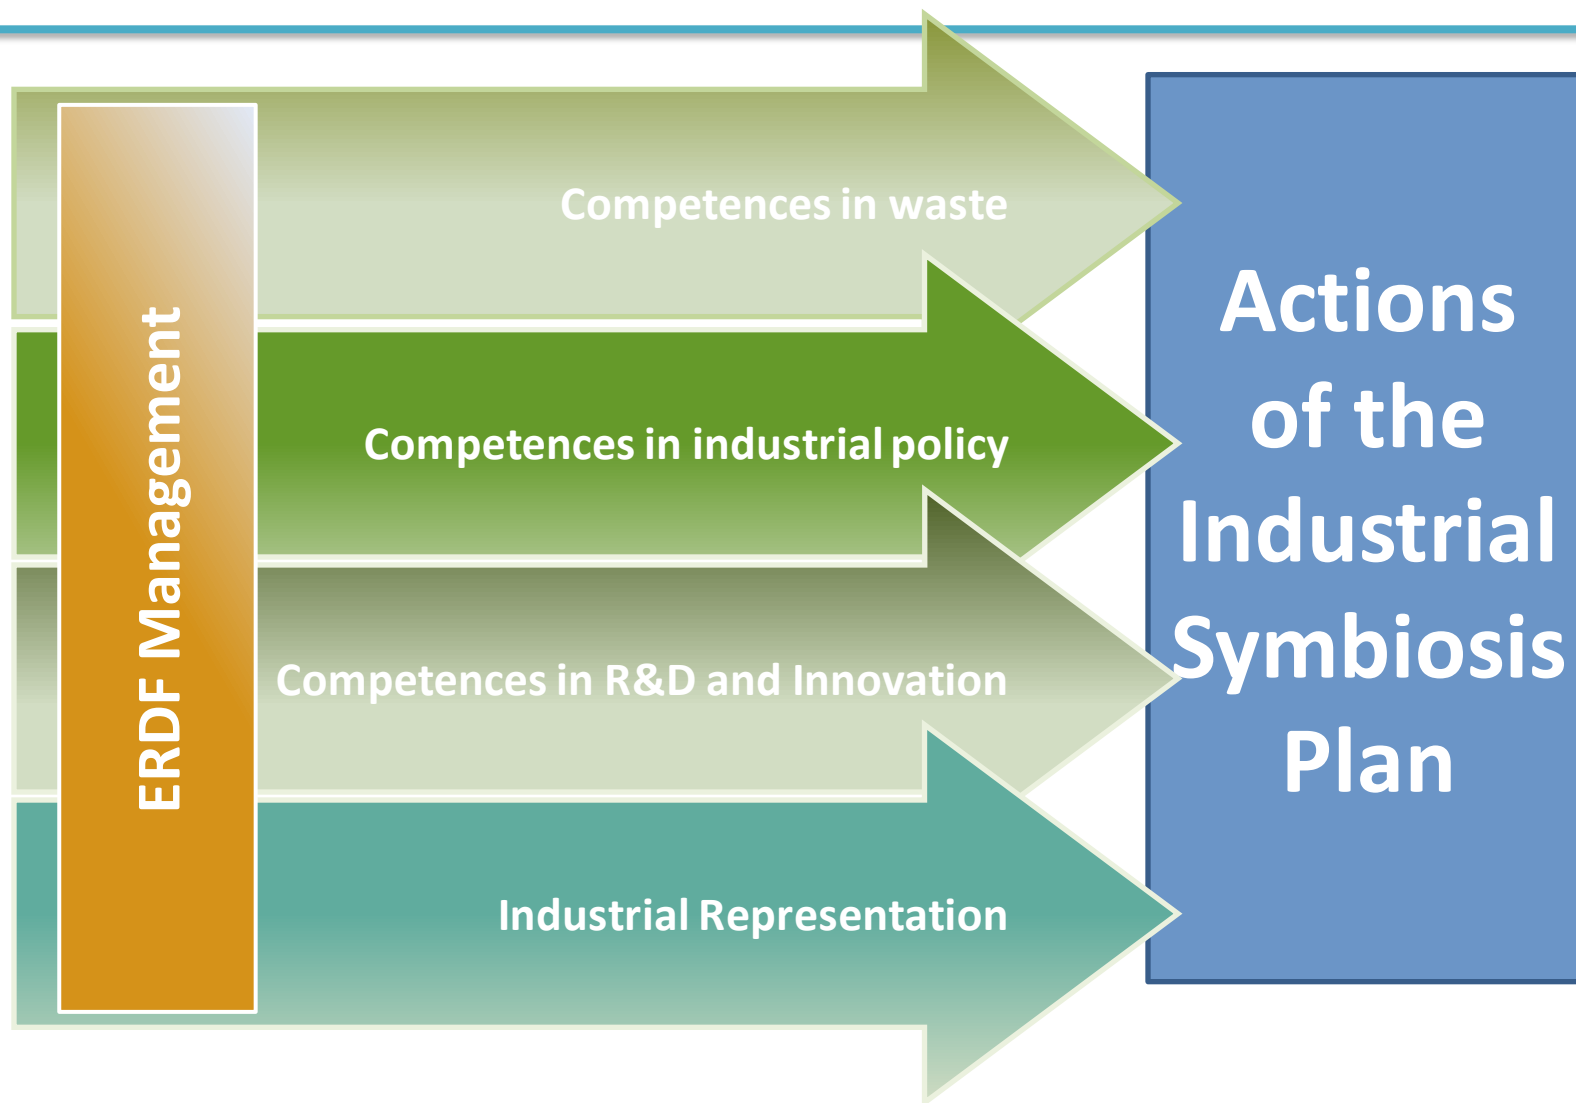 ERDF Management
Competences in waste
Competences in industrial policy
Competences in R&D and Innovation
Industrial Representation
Actions
of the
Industrial
Symbiosis
Plan